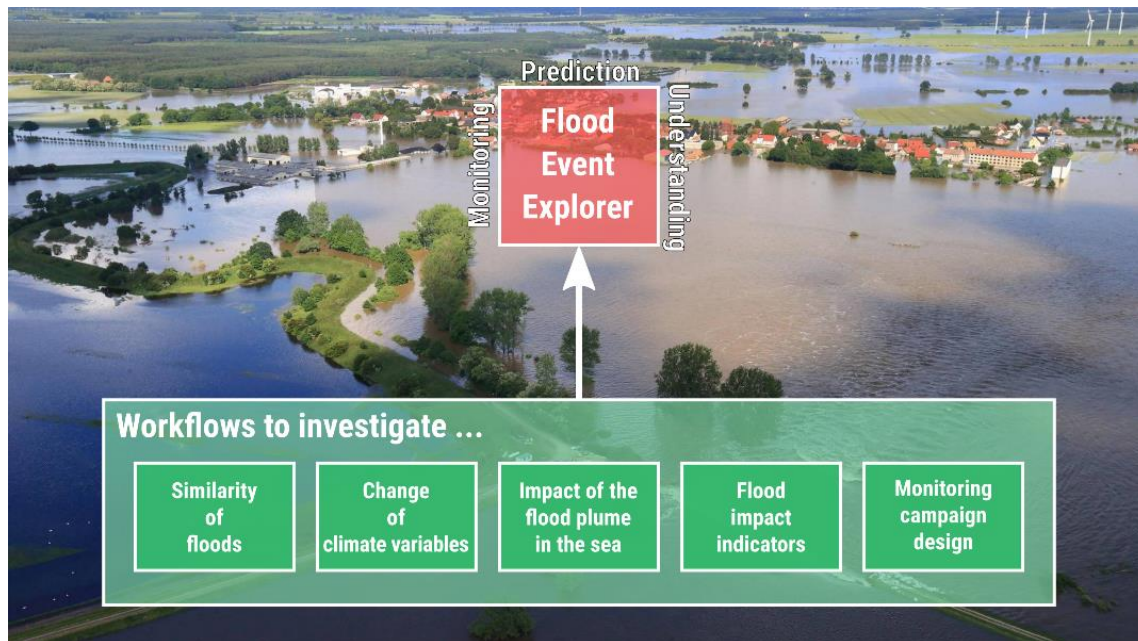 Prediction
Monitoring
Flood
Event
Explorer
Understanding
Workflows to investigate ...
Similarity
of
floods
Change
of
climate variables
Impact of the
flood plume
in the sea
Flood
impact
indicators
Monitoring
campaign
design